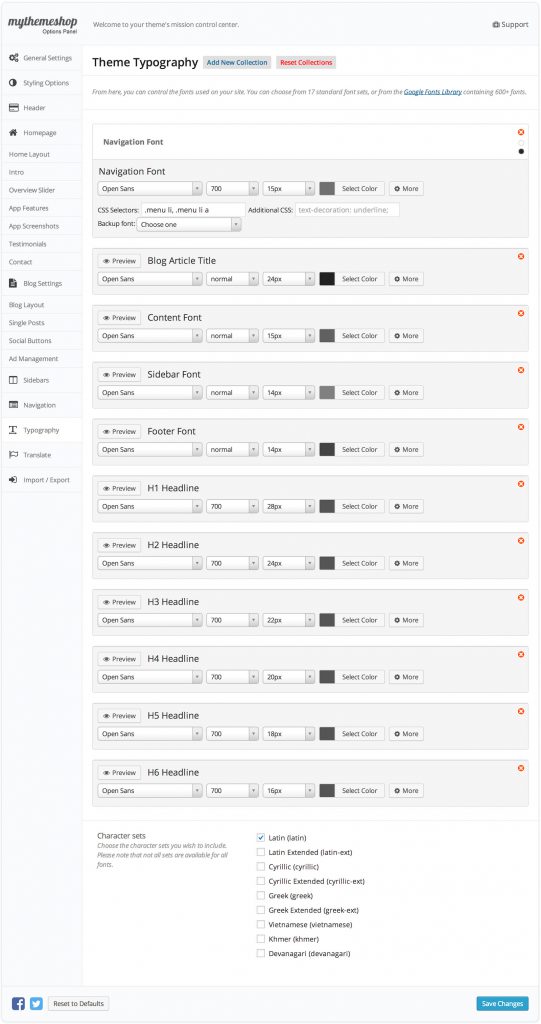 mythemeshop
Options Panel
Welcome to your theme's mission control center.
Support
General Settings
Styling Options
Header
Homepage
Home Layout
Intro
Overview Slider
App Features
App Screenshots
Testimonials
Contact
Blog Settings
Blog Layout
Single Posts
Social Buttons
Ad Management
Sidebars
Navigation
Typography
Translate
Import / Export
Theme Typography Add New Collection Reset Collections
From here, you can control the fonts used on your site. You can choose from 17 standard font sets, or from the Google Fonts Library containing 600+ fonts.
Navigation Font
Navigation Font
Open Sans 700 15px Select Color More
CSS Selectors: .menu li, .menu li a Additional CSS: text-decoration: underline;
Backup font: Choose one
Preview Blog Article Title
Open Sans normal 24px Select Color More
Preview Content Font
Open Sans normal 15px Select Color More
Preview Sidebar Font
Open Sans normal 14px Select Color More
Preview Footer Font
Open Sans normal 14px Select Color More
Preview H1 Headline
Open Sans 700 28px Select Color More
Preview H2 Headline
Open Sans 700 24px Select Color More
Preview H3 Headline
Open Sans 700 22px Select Color More
Preview H4 Headline
Open Sans 700 20px Select Color More
Preview H5 Headline
Open Sans 700 18px Select Color More
Preview H6 Headline
Open Sans 700 16px Select Color More
Character sets
Choose the character sets you wish to include.
Please note that not all sets are available for all
fonts.
Latin (latin)
Latin Extended (latin-ext)
Cyrillic (cyrillic)
Cyrillic Extended (cyrillic-ext)
Greek (greek)
Greek Extended (greek-ext)
Vietnamese (vietnamese)
Khmer (khmer)
Devanagari (devanagari)
Reset to Defaults
Save Changes